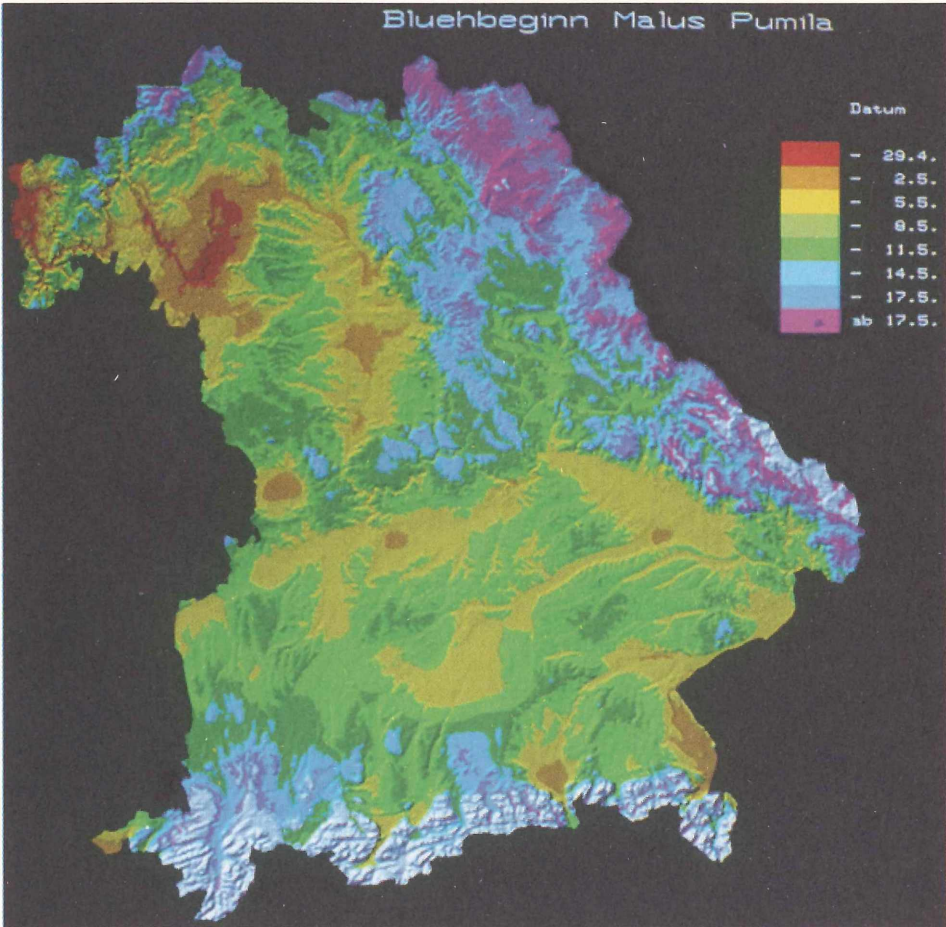 Bluehbeginn Malus Pumila
Datum
- 29.4.
- 2.5.
- 5.5.
- 8.5.
- 11.5.
- 14.5.
- 17.5.
ab 17.5.